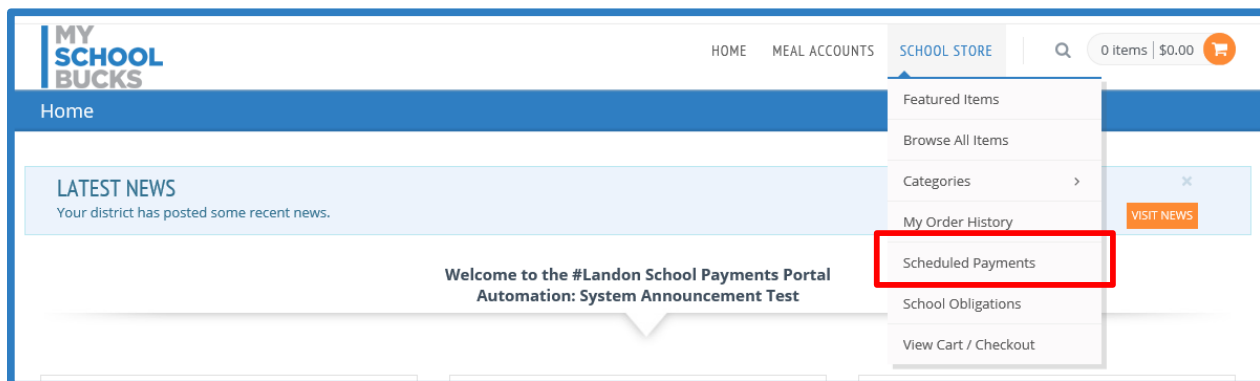 MY
SCHOOL
BUCKS
HOME MEAL ACCOUNTS SCHOOL STORE 0 items | $0.00
Home
Featured Items
Browse All Items
Categories
My Order History
Scheduled Payments
School Obligations
View Cart / Checkout
LATEST NEWS
Your district has posted some recent news.
VISIT NEWS
Welcome to the #Landon School Payments Portal
Automation: System Announcement Test